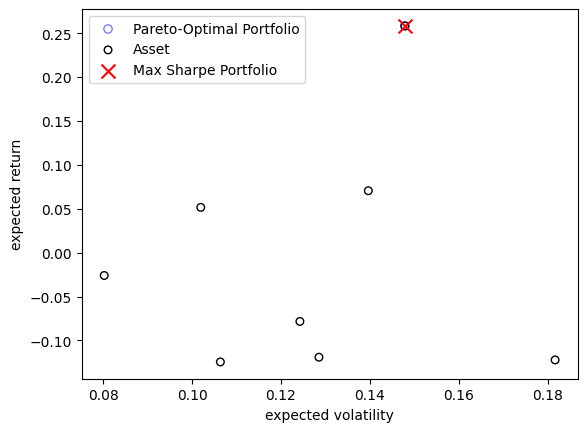 Pareto-Optimal Portfolio
Asset
Max Sharpe Portfolio
0.25
0.20
0.15
0.10
0.05
0.00
−0.05
−0.10
expected return
0.08
0.10
0.12
0.14
0.16
0.18
expected volatility